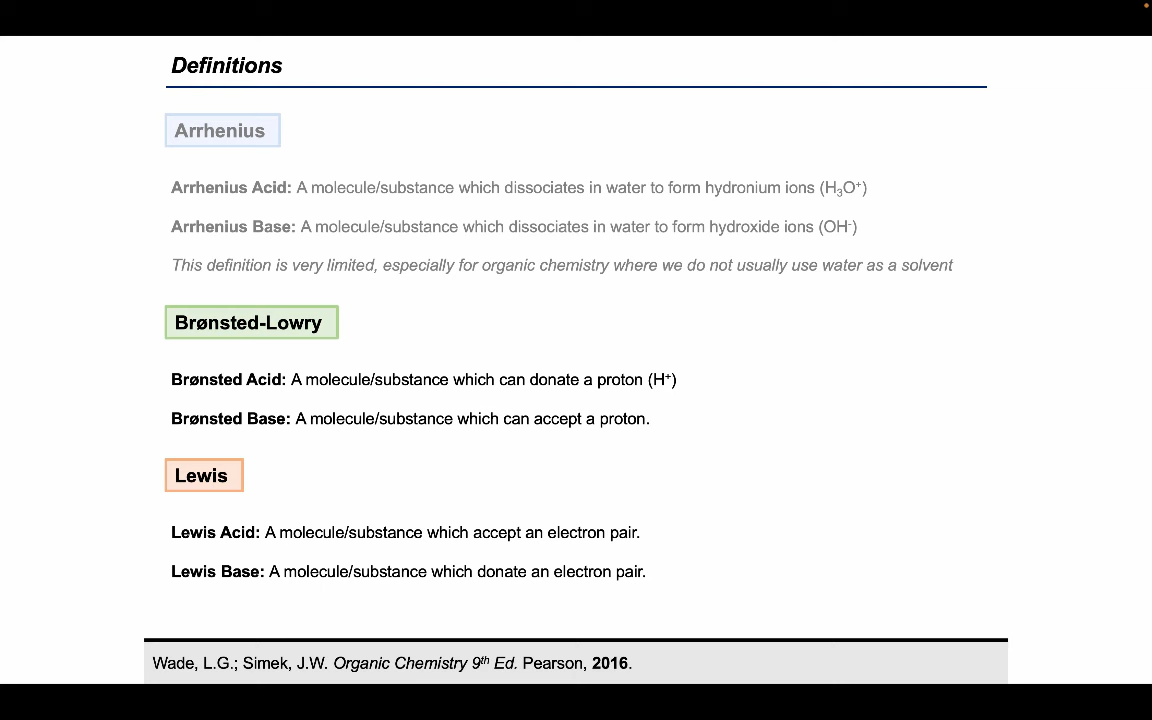 Definitions
Arrhenius
Arrhenius Acid: A molecule/substance which dissociates in water to form hydronium ions (H₃O⁺)
Arrhenius Base: A molecule/substance which dissociates in water to form hydroxide ions (OH⁻)
This definition is very limited, especially for organic chemistry where we do not usually use water as a solvent
Brønsted-Lowry
Brønsted Acid: A molecule/substance which can donate a proton (H⁺)
Brønsted Base: A molecule/substance which can accept a proton.
Lewis
Lewis Acid: A molecule/substance which accept an electron pair.
Lewis Base: A molecule/substance which donate an electron pair.
Wade, L.G.; Simek, J.W. Organic Chemistry 9th Ed. Pearson, 2016.